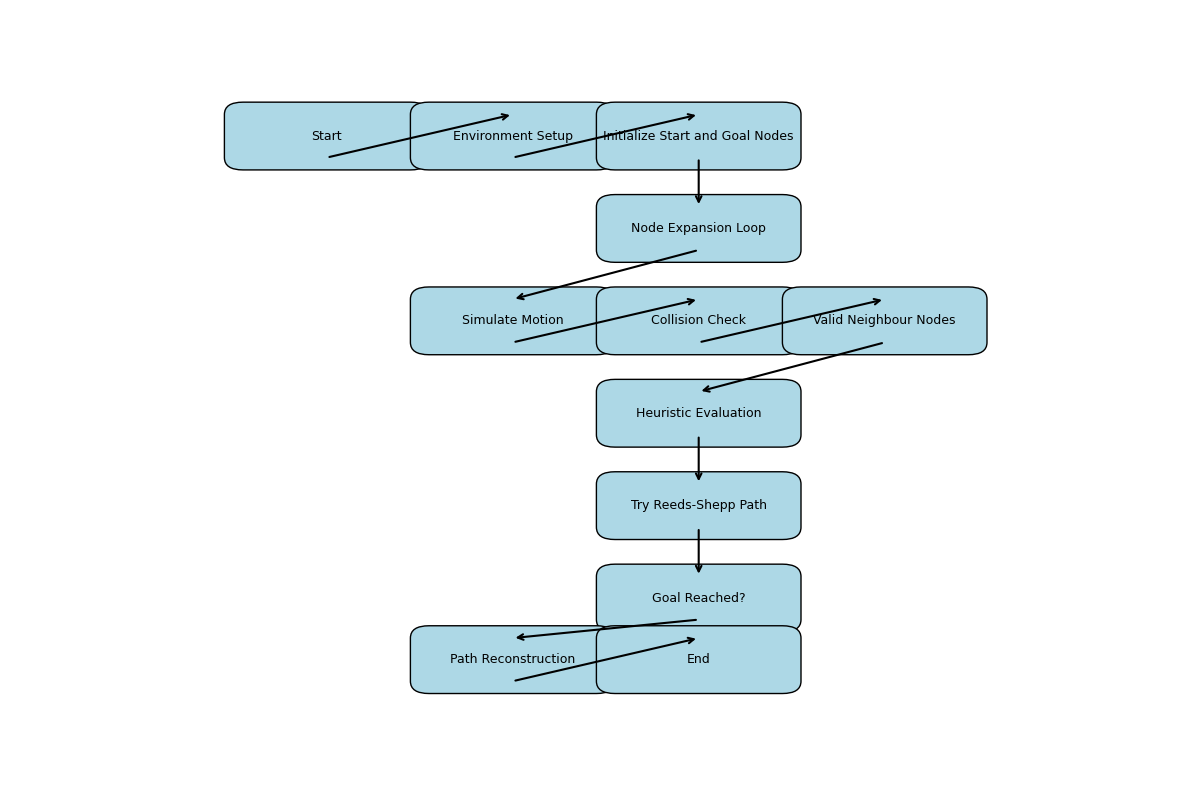 Start
Environment Setup
Initialize Start and Goal Nodes
Node Expansion Loop
Simulate Motion
Collision Check
Valid Neighbour Nodes
Heuristic Evaluation
Try Reeds-Shepp Path
Goal Reached?
Path Reconstruction
End